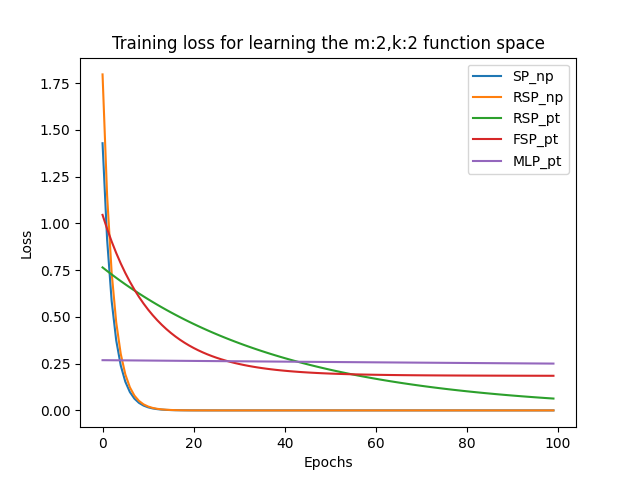 Training loss for learning the m:2,k:2 function space
SP_np
RSP_np
RSP_pt
FSP_pt
MLP_pt
Loss
1.75
1.50
1.25
1.00
0.75
0.50
0.25
0.00
0 20 40 60 80 100
Epochs